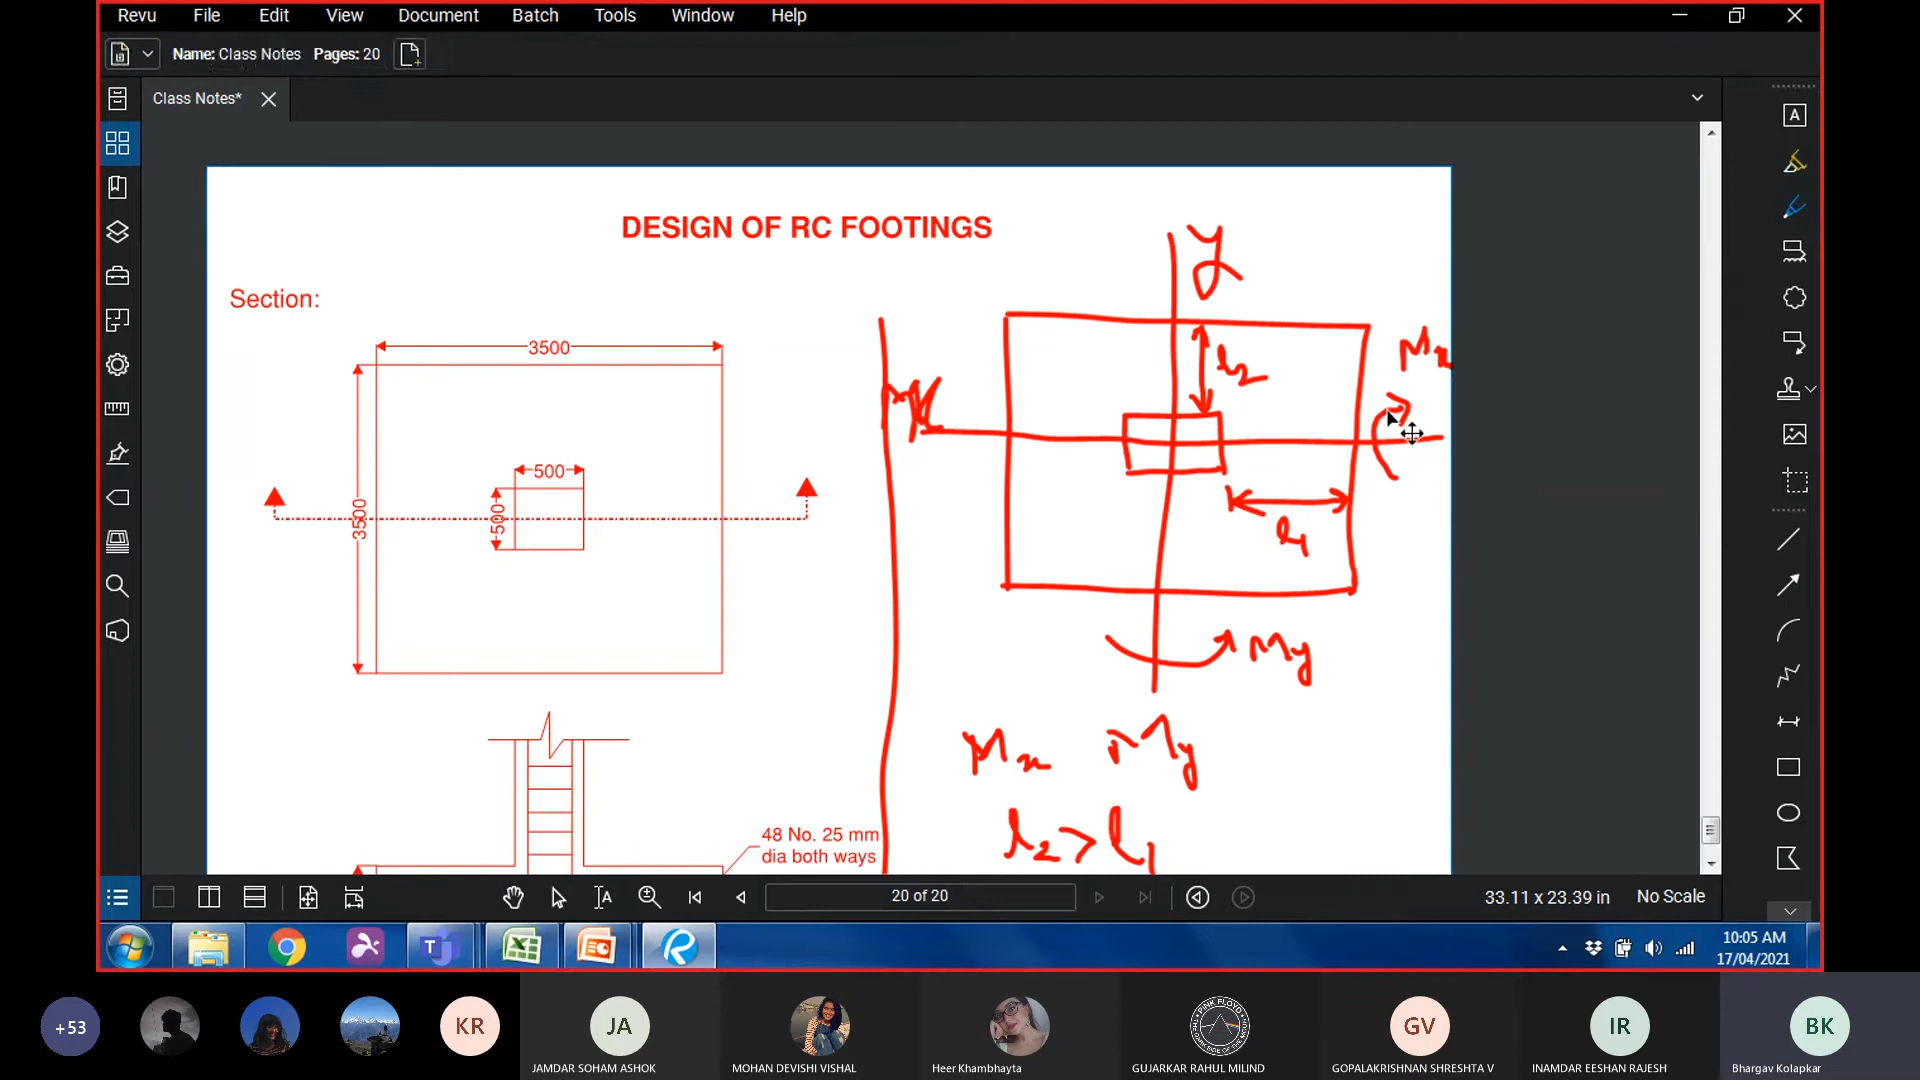 Revu File Edit View Document Batch Tools Window Help
Name: Class Notes Pages: 20
Class Notes*
DESIGN OF RC FOOTINGS
Section:
3500
3500
500
500
48 No. 25 mm
dia both ways
y
l2
Mx
l1
My
Mx My
l2 > l1
20 of 20
33.11 x 23.39 in No Scale
10:05 AM
17/04/2021
+53
KR
JA
GV
IR
BK
PINK FLOYD
JAMDAR SOHAM ASHOK
MOHAN DEVISHI VISHAL
Heer Khambhayta
GUJARKAR RAHUL MILIND
GOPALAKRISHNAN SHRESHTA V
INAMDAR EESHAN RAJESH
Bhargav Kolapkar